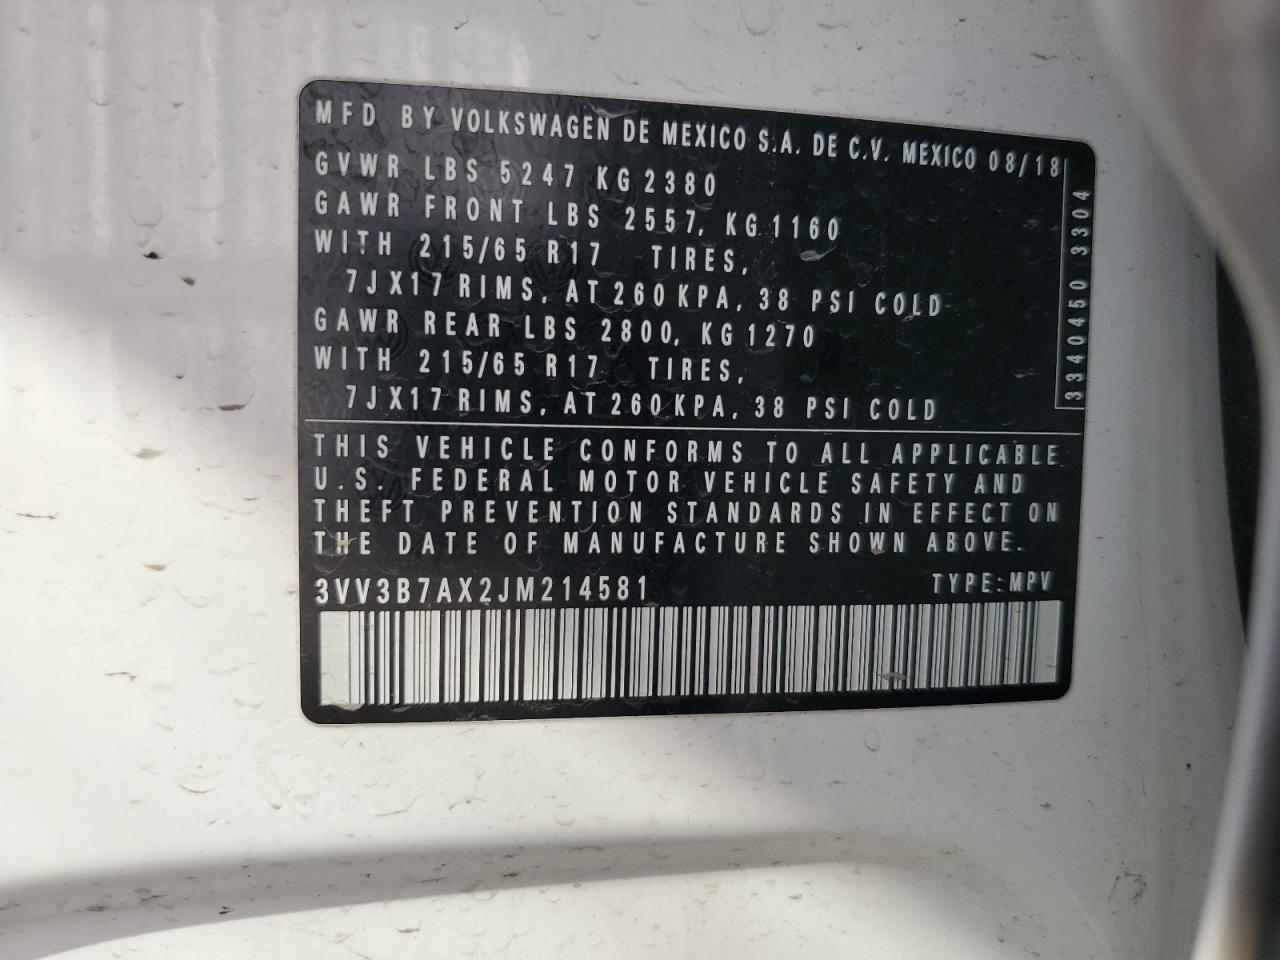 MFD BY VOLKSWAGEN DE MEXICO S.A. DE C.V. MEXICO 08/18
GVWR LBS 5247 KG 2380
GAWR FRONT LBS 2557, KG 1160
WITH 215/65 R17 TIRES,
7JX17 RIMS, AT 260 KPA, 38 PSI COLD
GAWR REAR LBS 2800, KG 1270
WITH 215/65 R17 TIRES,
7JX17 RIMS, AT 260 KPA, 38 PSI COLD
3340450 3304
THIS VEHICLE CONFORMS TO ALL APPLICABLE
U.S. FEDERAL MOTOR VEHICLE SAFETY AND
THEFT PREVENTION STANDARDS IN EFFECT ON
THE DATE OF MANUFACTURE SHOWN ABOVE.
3VV3B7AX2JM214581 TYPE:MPV